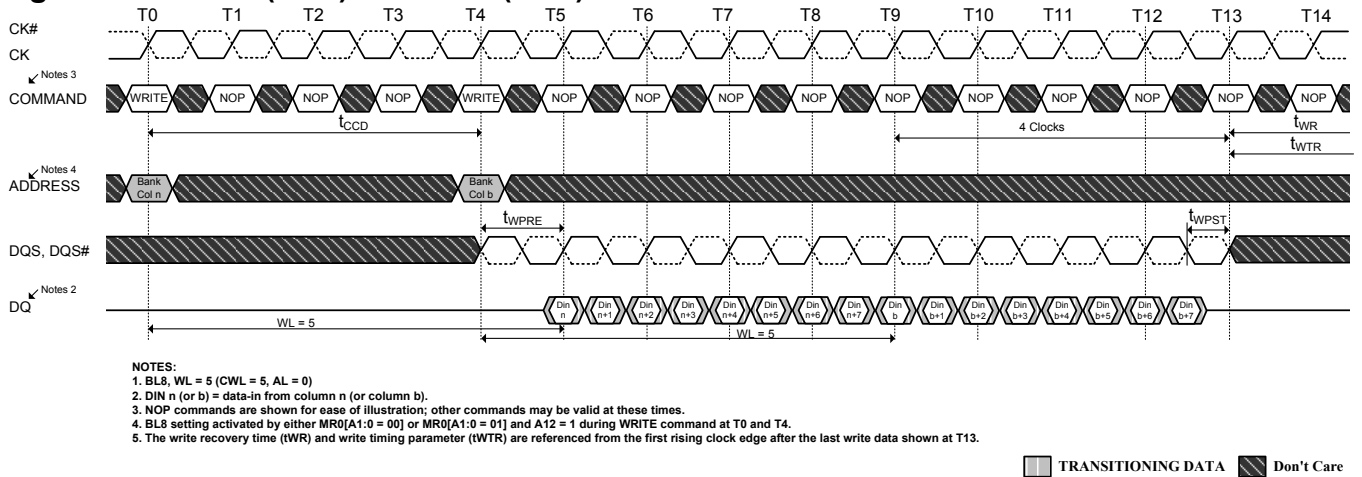 T0 T1 T2 T3 T4 T5 T6 T7 T8 T9 T10 T11 T12 T13 T14
CK#
CK
Notes 3
COMMAND WRITE NOP NOP NOP WRITE NOP NOP NOP NOP NOP NOP NOP NOP NOP NOP
tCCD 4 Clocks tWR
tWTR
Notes 4
ADDRESS Bank Col n Bank Col b
tWPRE tWPST
DQS, DQS#
Notes 2
DQ Din n Din n+1 Din n+2 Din n+3 Din n+4 Din n+5 Din n+6 Din n+7 Din b Din b+1 Din b+2 Din b+3 Din b+4 Din b+5 Din b+6 Din b+7
WL = 5 WL = 5
NOTES:
1. BL8, WL = 5 (CWL = 5, AL = 0)
2. DIN n (or b) = data-in from column n (or column b).
3. NOP commands are shown for ease of illustration; other commands may be valid at these times.
4. BL8 setting activated by either MR0[A1:0 = 00] or MR0[A1:0 = 01] and A12 = 1 during WRITE command at T0 and T4.
5. The write recovery time (tWR) and write timing parameter (tWTR) are referenced from the first rising clock edge after the last write data shown at T13.
TRANSITIONING DATA Don't Care